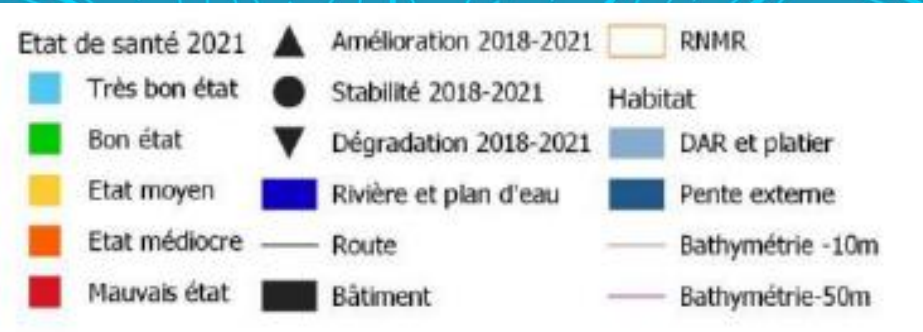 Etat de santé 2021
Très bon état
Bon état
Etat moyen
Etat médiocre
Mauvais état
Amélioration 2018-2021
Stabilité 2018-2021
Dégradation 2018-2021
Rivière et plan d'eau
Route
Bâtiment
RNMR
Habitat
DAR et platier
Pente externe
Bathymétrie -10m
Bathymétrie-50m